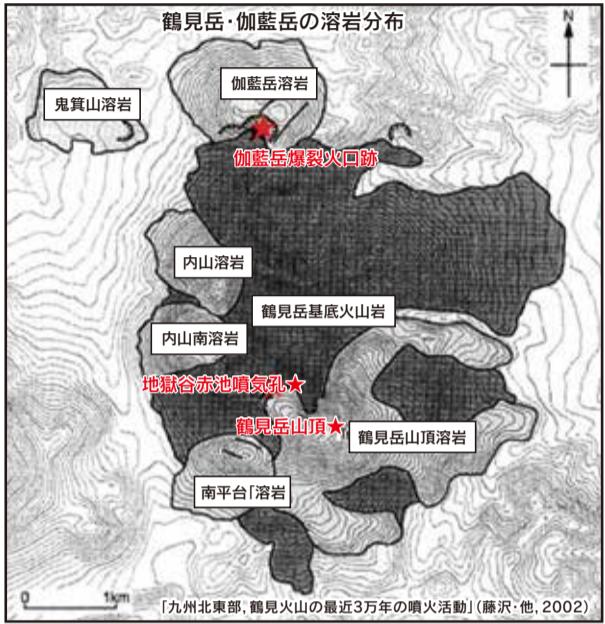 鶴見岳・伽藍岳の溶岩分布
N
伽藍岳溶岩
鬼箕山溶岩
伽藍岳爆裂火口跡
内山溶岩
鶴見岳基底火山岩
内山南溶岩
地獄谷赤池噴気孔
鶴見岳山頂
鶴見岳山頂溶岩
南平台「溶岩
0 1km
「九州北東部,鶴見火山の最近3万年の噴火活動」(藤沢・他, 2002)